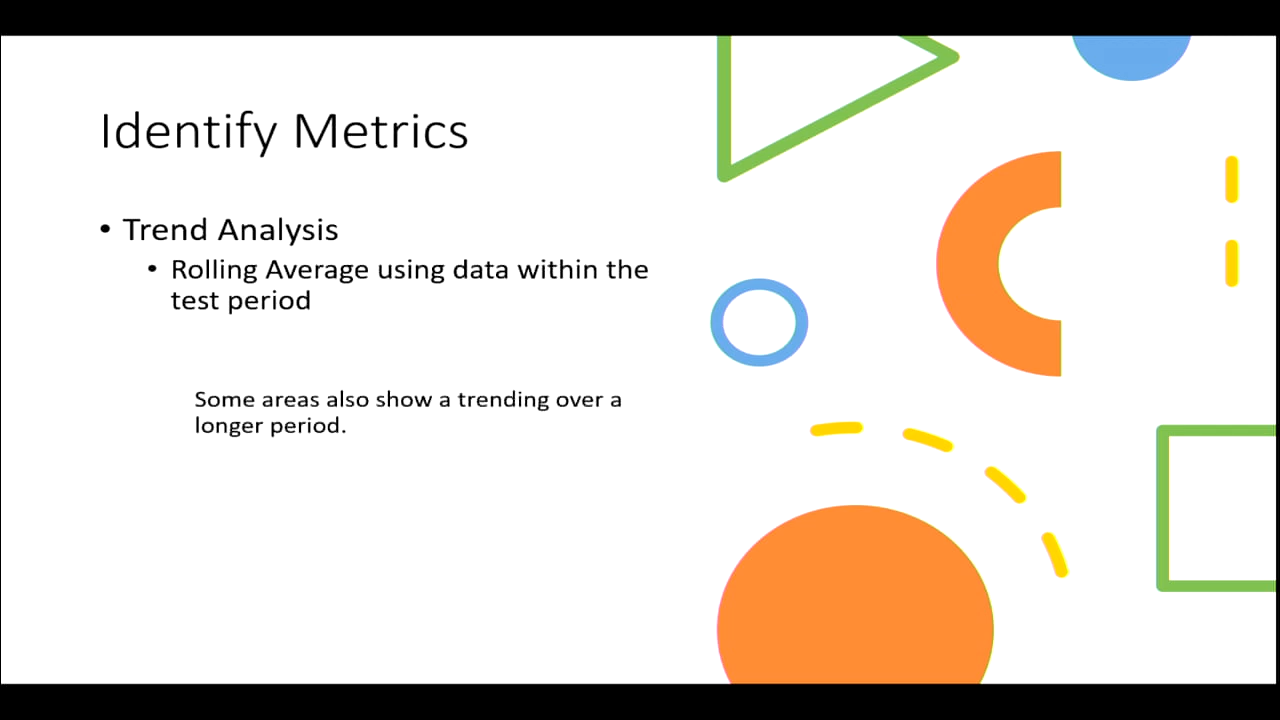 Identify Metrics
• Trend Analysis
• Rolling Average using data within the
test period
Some areas also show a trending over a
longer period.